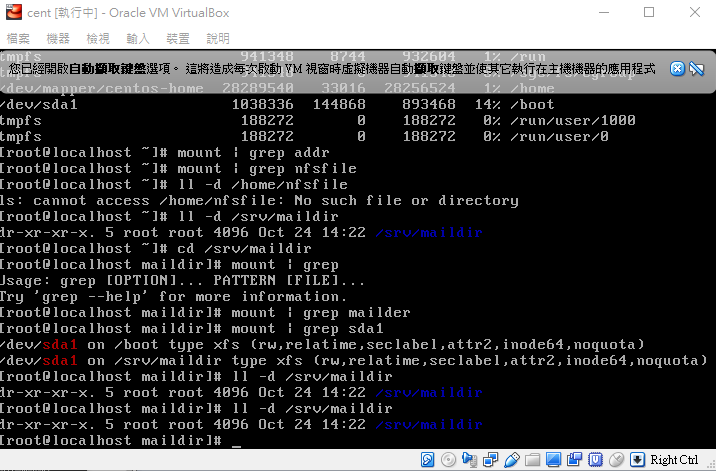 cent [執行中] - Oracle VM VirtualBox
檔案 機器 檢視 輸入 裝置 說明
941348 8744 932604 1% /run
您已經開啟自動擷取鍵盤選項。 這將造成每次啟動 VM 視窗時虛擬機器自動擷取鍵盤並使其它執行在主機機器的應用程式
/dev/mapper/centos-home 28289540 33016 28256524 1% /home
/dev/sda1 1038336 144868 893468 14% /boot
tmpfs 188272 0 188272 0% /run/user/1000
tmpfs 188272 0 188272 0% /run/user/0
[root@localhost ~]# mount | grep addr
[root@localhost ~]# mount | grep nfsfile
[root@localhost ~]# ll -d /home/nfsfile
ls: cannot access /home/nfsfile: No such file or directory
[root@localhost ~]# ll -d /srv/maildir
dr-xr-xr-x. 5 root root 4096 Oct 24 14:22 /srv/maildir
[root@localhost ~]# cd /srv/maildir
[root@localhost maildir]# mount | grep
Usage: grep [OPTION]... PATTERN [FILE]...
Try 'grep --help' for more information.
[root@localhost maildir]# mount | grep mailder
[root@localhost maildir]# mount | grep sda1
/dev/sda1 on /boot type xfs (rw,relatime,seclabel,attr2,inode64,noquota)
/dev/sda1 on /srv/maildir type xfs (rw,relatime,seclabel,attr2,inode64,noquota)
[root@localhost maildir]# ll -d /srv/maildir
dr-xr-xr-x. 5 root root 4096 Oct 24 14:22 /srv/maildir
[root@localhost maildir]# ll -d /srv/maildir
dr-xr-xr-x. 5 root root 4096 Oct 24 14:22 /srv/maildir
[root@localhost maildir]# _
Right Ctrl